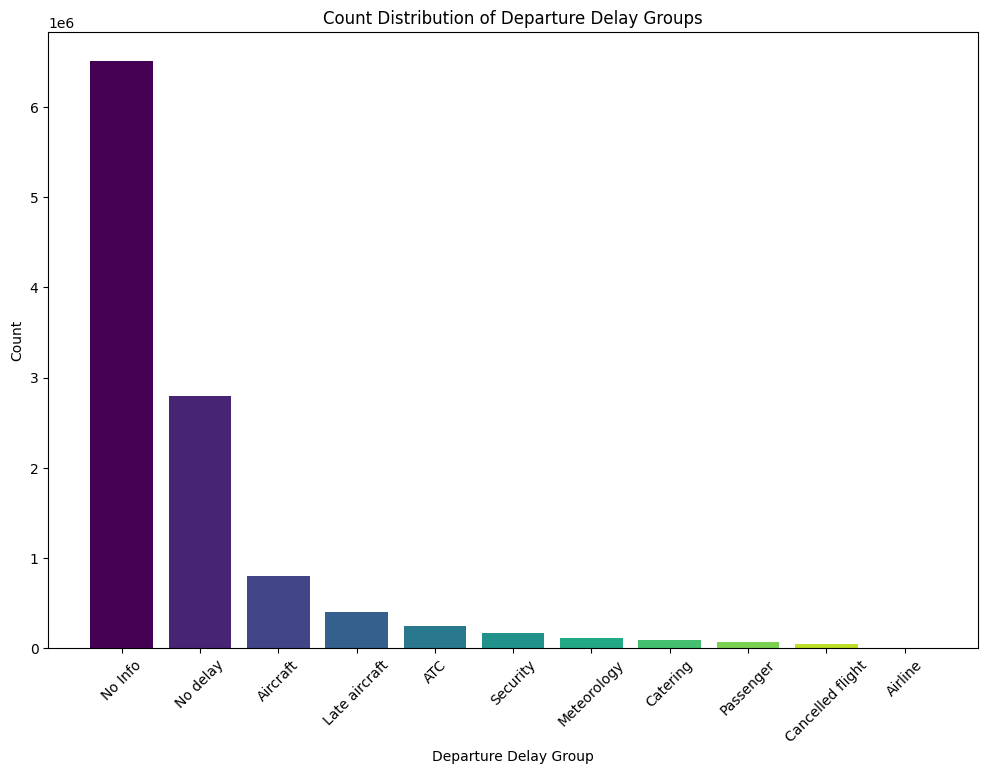 Count Distribution of Departure Delay Groups
1e6
6
5
4
3
2
1
0
Count
No Info
No delay
Aircraft
Late aircraft
ATC
Security
Meteorology
Catering
Passenger
Cancelled flight
Airline
Departure Delay Group